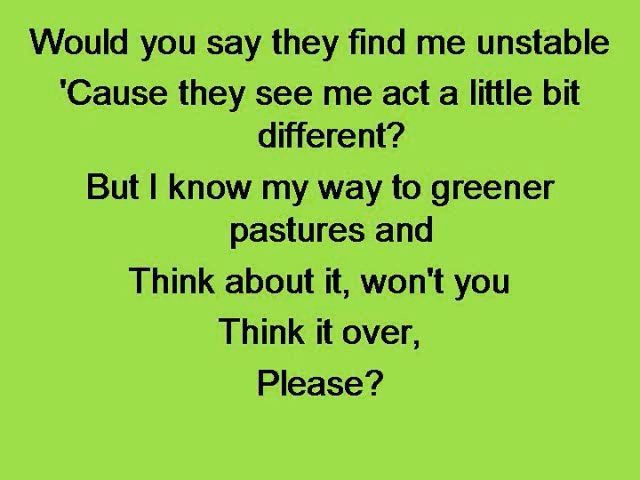 Would you say they find me unstable
'Cause they see me act a little bit
different?
But I know my way to greener
pastures and
Think about it, won't you
Think it over,
Please?